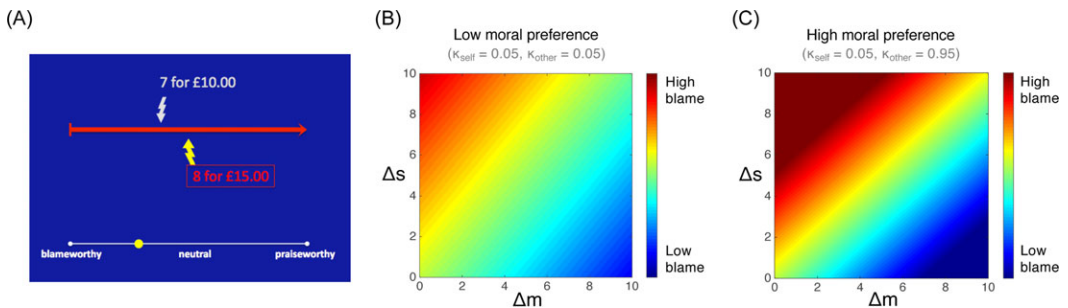 (A)
7 for £10.00
8 for £15.00
blameworthy neutral praiseworthy
(B)
Low moral preference
(κself = 0.05, κother = 0.05)
10
8
6
Δs
4
2
0
0 2 4 6 8 10
Δm
High
blame
Low
blame
(C)
High moral preference
(κself = 0.05, κother = 0.95)
10
8
6
Δs
4
2
0
0 2 4 6 8 10
Δm
High
blame
Low
blame